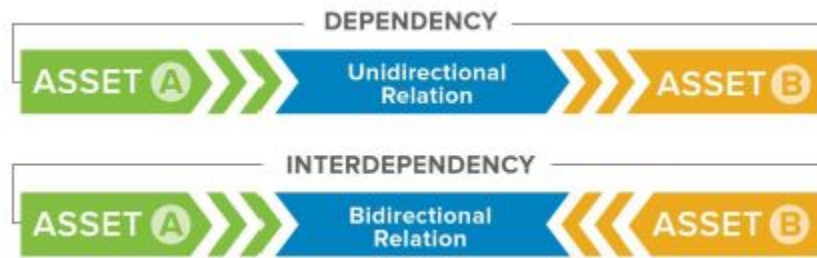 DEPENDENCY
ASSET A
Unidirectional
Relation
ASSET B
INTERDEPENDENCY
ASSET A
Bidirectional
Relation
ASSET B